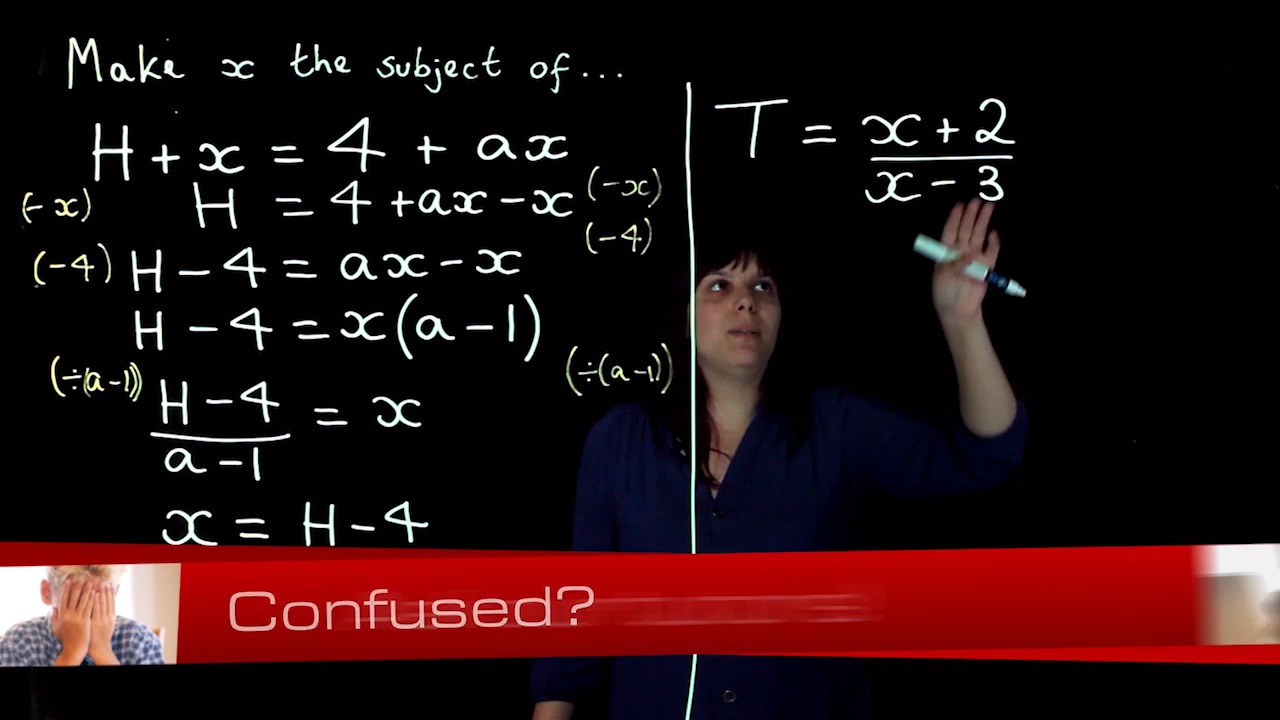 Make x the subject of...
H + x = 4 + ax
(-x) H = 4 + ax - x (-x)
(-4) H - 4 = ax - x (-4)
H - 4 = x(a - 1)
(÷(a-1)) H - 4 = x (÷(a-1))
a - 1
x = H - 4
T = x + 2
x - 3
Confused?